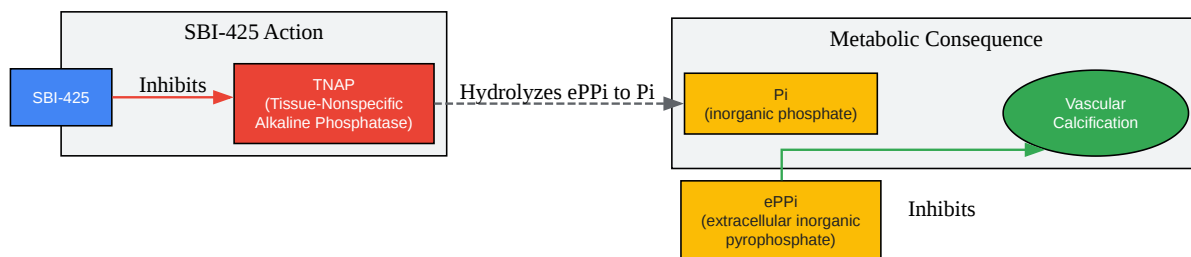 SBI-425 Action
SBI-425
Inhibits
TNAP
(Tissue-Nonspecific
Alkaline Phosphatase)
Hydrolyzes ePPi to Pi
Metabolic Consequence
Pi
(inorganic phosphate)
Vascular
Calcification
ePPi
(extracellular inorganic
pyrophosphate)
Inhibits